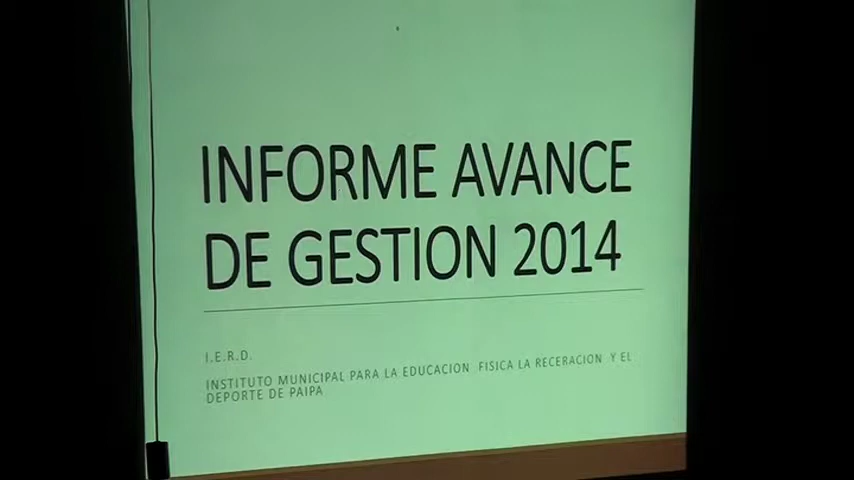 INFORME AVANCE
DE GESTION 2014
I.E.R.D.
INSTITUTO MUNICIPAL PARA LA EDUCACION FISICA LA RECERACION Y EL
DEPORTE DE PAIPA